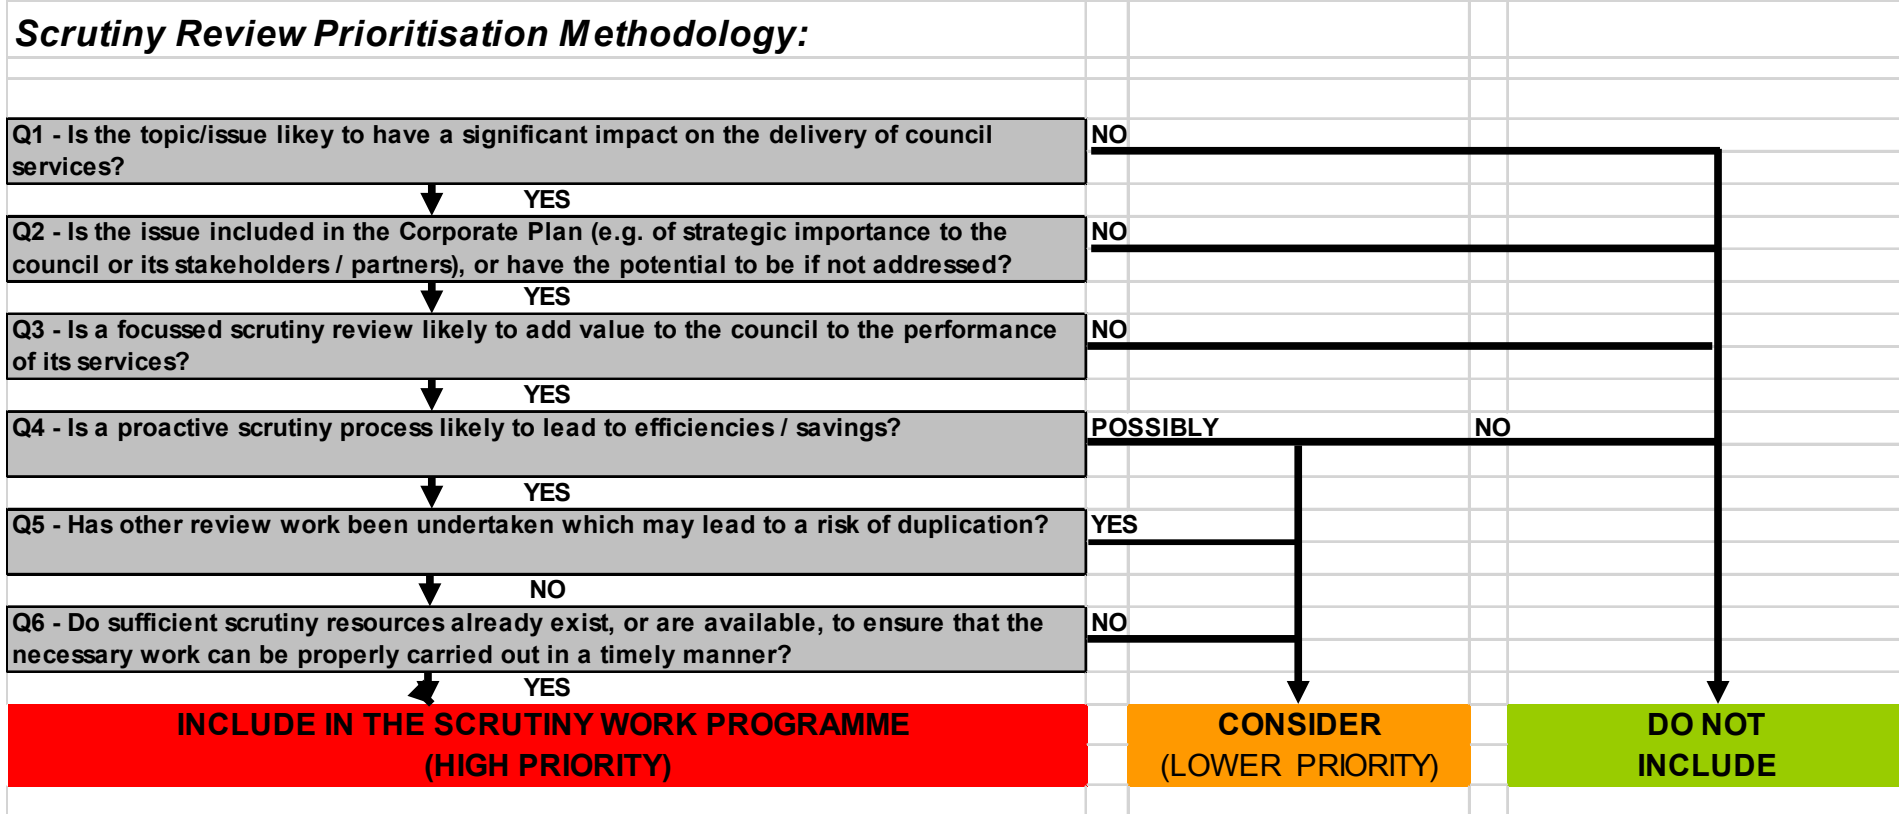 Scrutiny Review Prioritisation Methodology:
Q1 - Is the topic/issue likey to have a significant impact on the delivery of council
services?
NO
YES
Q2 - Is the issue included in the Corporate Plan (e.g. of strategic importance to the
council or its stakeholders / partners), or have the potential to be if not addressed?
NO
YES
Q3 - Is a focussed scrutiny review likely to add value to the council to the performance
of its services?
NO
YES
Q4 - Is a proactive scrutiny process likely to lead to efficiencies / savings?
POSSIBLY
NO
YES
Q5 - Has other review work been undertaken which may lead to a risk of duplication?
YES
NO
Q6 - Do sufficient scrutiny resources already exist, or are available, to ensure that the
necessary work can be properly carried out in a timely manner?
NO
YES
INCLUDE IN THE SCRUTINY WORK PROGRAMME
(HIGH PRIORITY)
CONSIDER
(LOWER PRIORITY)
DO NOT
INCLUDE